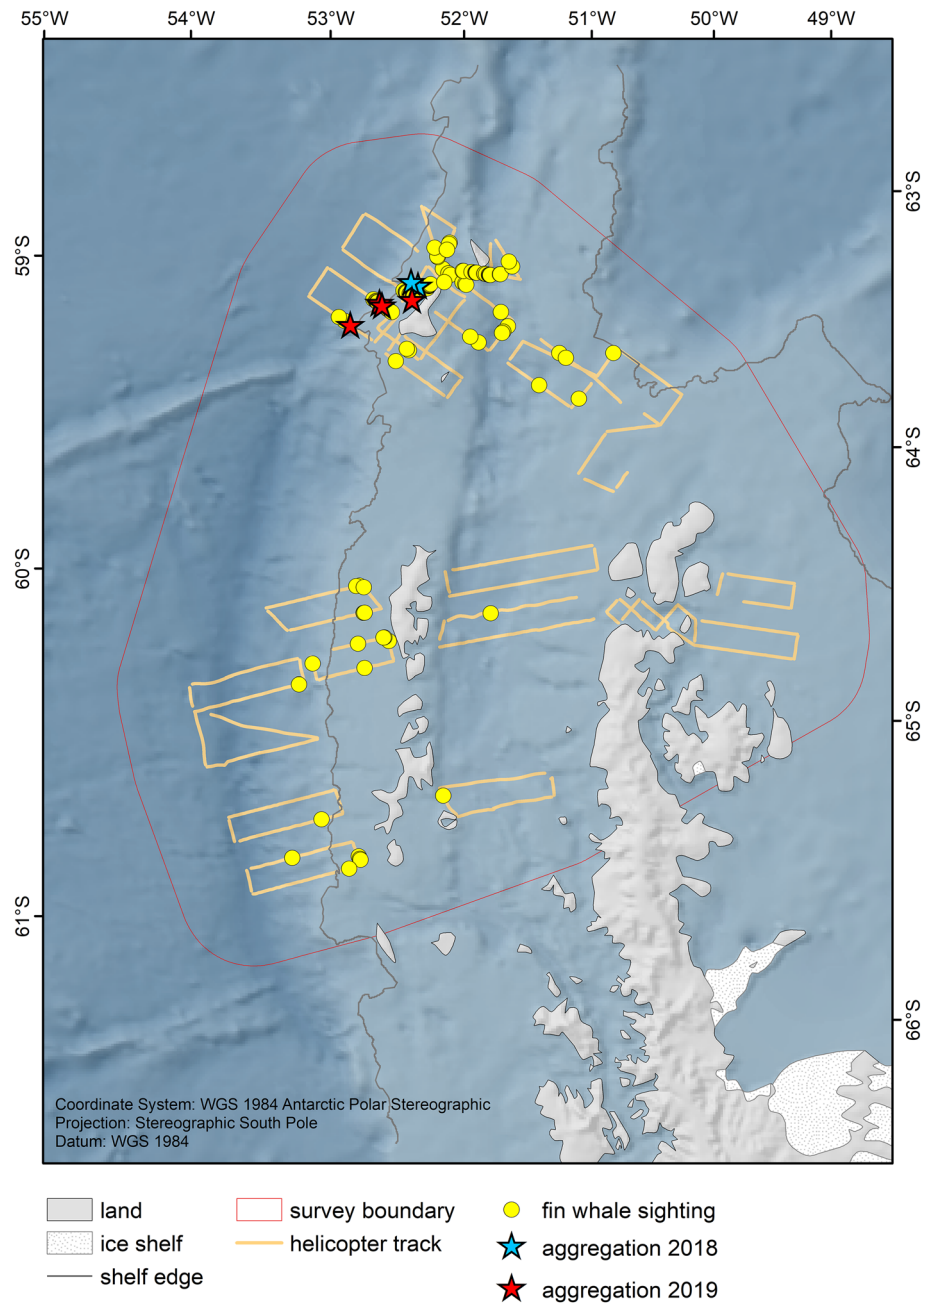 55°W 54°W 53°W 52°W 51°W 50°W 49°W
63°S
59°S
64°S
60°S
65°S
61°S
66°S
Coordinate System: WGS 1984 Antarctic Polar Stereographic
Projection: Stereographic South Pole
Datum: WGS 1984
land
survey boundary
fin whale sighting
ice shelf
helicopter track
aggregation 2018
shelf edge
aggregation 2019